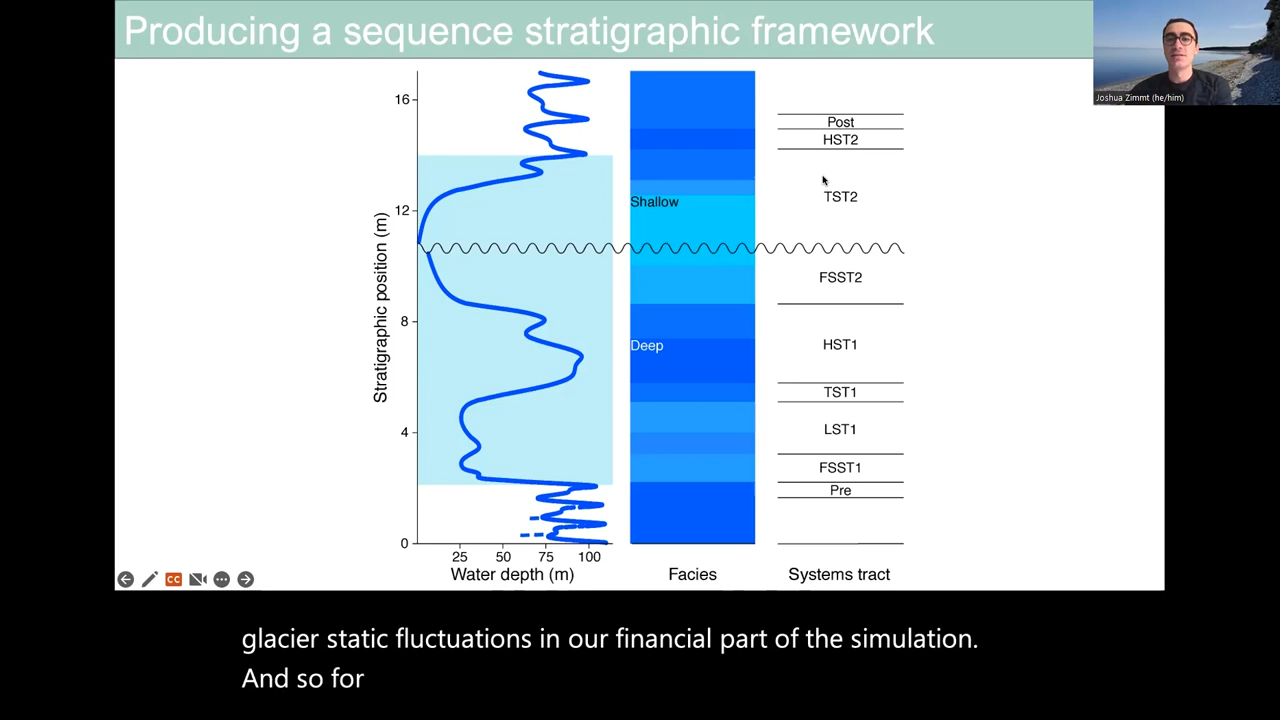 Producing a sequence stratigraphic framework
Joshua Zimmt (he/him)
Stratigraphic position (m)
16
12
8
4
0
25 50 75 100
Water depth (m)
Shallow
Deep
Facies
Post
HST2
TST2
FSST2
HST1
TST1
LST1
FSST1
Pre
Systems tract
CC
glacier static fluctuations in our financial part of the simulation.
And so for